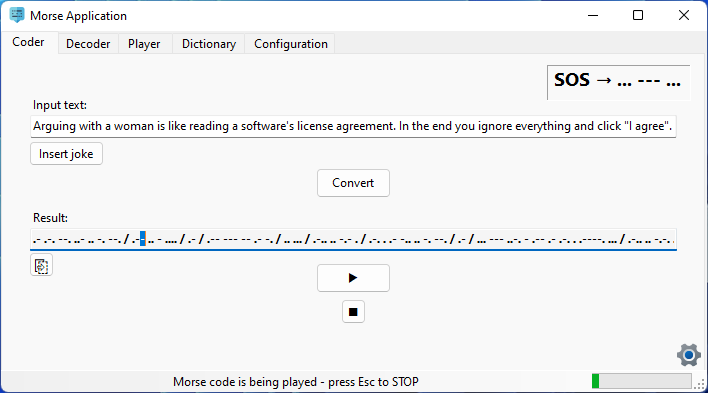 Morse Application
Coder Decoder Player Dictionary Configuration
SOS → ... --- ...
Input text:
Arguing with a woman is like reading a software's license agreement. In the end you ignore everything and click "I agree".
Insert joke
Convert
Result:
.- .-. --. ..- .. -. --. / .-- .. - .... / .- / .-- --- -- .- -. / .. ... / .-.. .. -.- . / .-. . .- -.. .. -. --. / .- / ... --- ..-. - .-- .- .-. . .----. ... / .-.. .. -.-.
Morse code is being played - press Esc to STOP